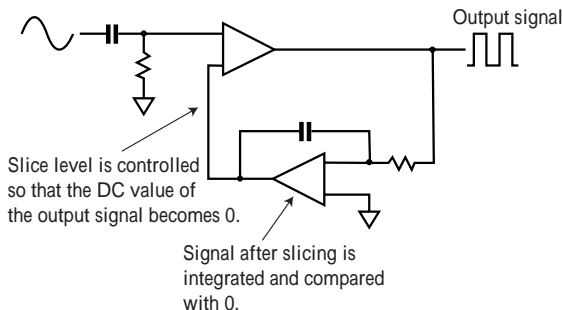 Output signal
Slice level is controlled
so that the DC value of
the output signal becomes 0.
Signal after slicing is
integrated and compared
with 0.